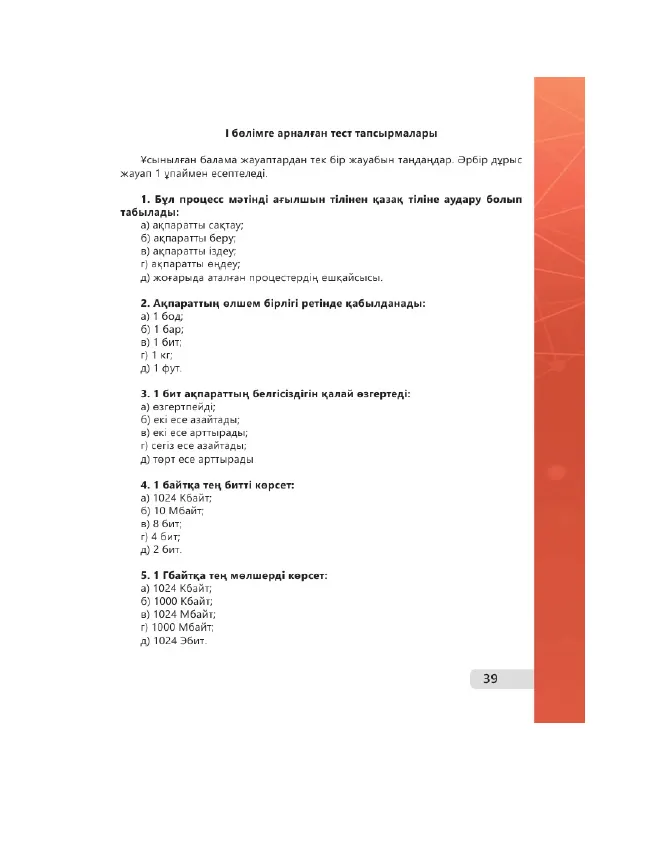 І бөлімге арналған тест тапсырмалары
Ұсынылған балама жауаптардан тек бір жауабын таңдаңдар. Әрбір дұрыс
жауап 1 ұпаймен есептеледі.
1. Бұл процесс мәтінді ағылшын тілінен қазақ тіліне аудару болып
табылады:
а) ақпаратты сақтау;
б) ақпаратты беру;
в) ақпаратты іздеу;
г) ақпаратты өңдеу;
д) жоғарыда аталған процестердің ешқайсысы.
2. Ақпараттың өлшем бірлігі ретінде қабылданады:
а) 1 бод;
б) 1 бар;
в) 1 бит;
г) 1 кг;
д) 1 фут.
3. 1 бит ақпараттың белгісіздігін қалай өзгертеді:
а) өзгертпейді;
б) екі есе азайтады;
в) екі есе арттырады;
г) сегіз есе азайтады;
д) төрт есе арттырады
4. 1 байтқа тең битті көрсет:
а) 1024 Кбайт;
б) 10 Мбайт;
в) 8 бит;
г) 4 бит;
д) 2 бит.
5. 1 Гбайтқа тең мөлшерді көрсет:
а) 1024 Кбайт;
б) 1000 Кбайт;
в) 1024 Мбайт;
г) 1000 Мбайт;
д) 1024 Эбит.
39